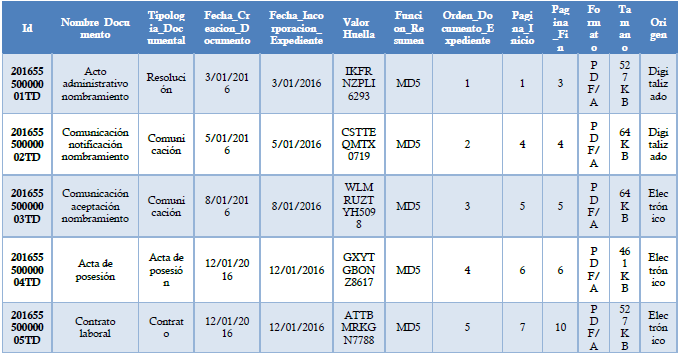 Id | Nombre_Documento | Tipologia_Documental | Fecha_Creacion_Documento | Fecha_Incorporacion_Expediente | Valor Huella | Funcion_Resumen | Orden_Documento_Expediente | Pagina_Inicio | Pagina_Fin | Formato | Tamano | Origen
20165550000001TD | Acto administrativo nombramiento | Resolución | 3/01/2016 | 3/01/2016 | IKFRNZPLI6293 | MD5 | 1 | 1 | 3 | PDF/A | 527KB | Digitalizado
20165550000002TD | Comunicación notificación nombramiento | Comunicación | 5/01/2016 | 5/01/2016 | CSTTEQMTX0719 | MD5 | 2 | 4 | 4 | PDF/A | 64KB | Digitalizado
20165550000003TD | Comunicación aceptación nombramiento | Comunicación | 8/01/2016 | 8/01/2016 | WLMRUZTYH5098 | MD5 | 3 | 5 | 5 | PDF/A | 64KB | Electrónico
20165550000004TD | Acta de posesión | Acta de posesión | 12/01/2016 | 12/01/2016 | GXYTGBONZ8617 | MD5 | 4 | 6 | 6 | PDF/A | 461KB | Electrónico
20165550000005TD | Contrato laboral | Contrato | 12/01/2016 | 12/01/2016 | ATTBMRKGN7788 | MD5 | 5 | 7 | 10 | PDF/A | 527KB | Electrónico